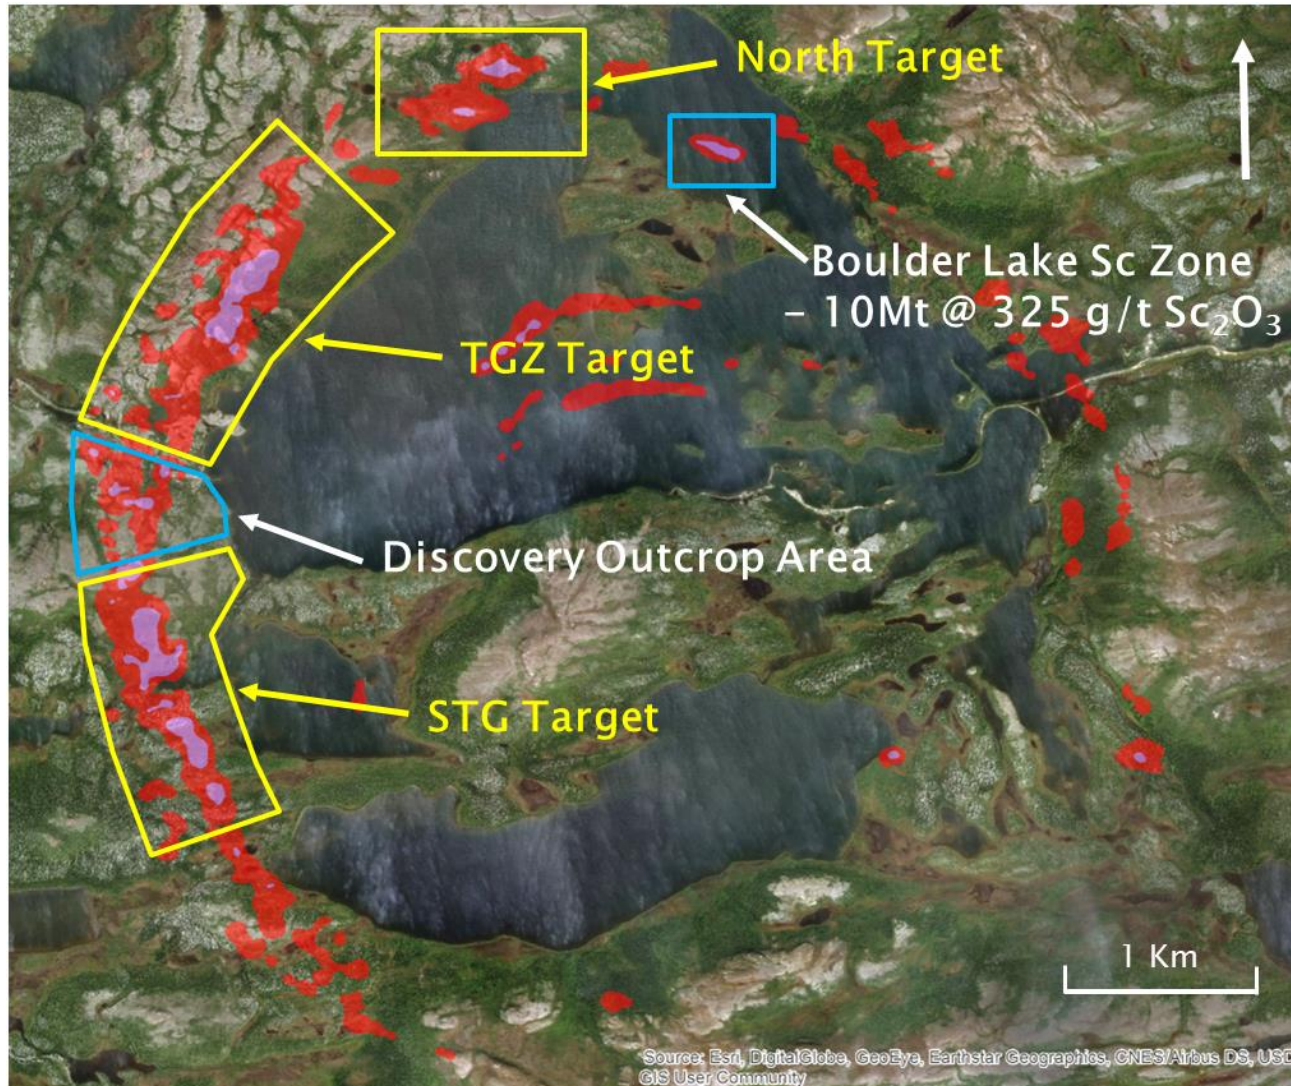 North Target
Boulder Lake Sc Zone
– 10Mt @ 325 g/t Sc₂O₃
TGZ Target
Discovery Outcrop Area
STG Target
1 Km
Source: Esri, DigitalGlobe, GeoEye, Earthstar Geographics, CNES/Airbus DS, USD
GIS User Community